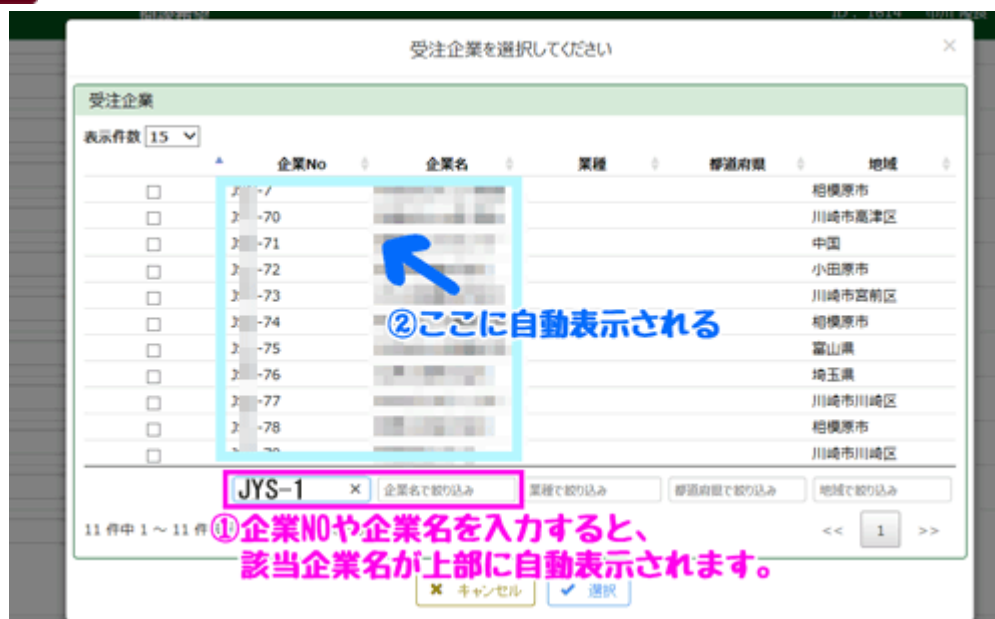 受注企業を選択してください
×
受注企業
表示件数 15
企業No 企業名 業種 都道府県 地域
-7 相模原市
-70 川崎市高津区
-71 中国
-72 小田原市
-73 川崎市宮前区
②ここに自動表示される
-74 相模原市
-75 富山県
-76 埼玉県
-77 川崎市川崎区
-78 相模原市
川崎市川崎区
JYS-1 × 企業名で絞り込み 業種で絞り込み 都道府県で絞り込み 地域で絞り込み
11 件中 1 ～ 11 件 << 1 >>
①企業NOや企業名を入力すると、
該当企業名が上部に自動表示されます。
キャンセル 選択